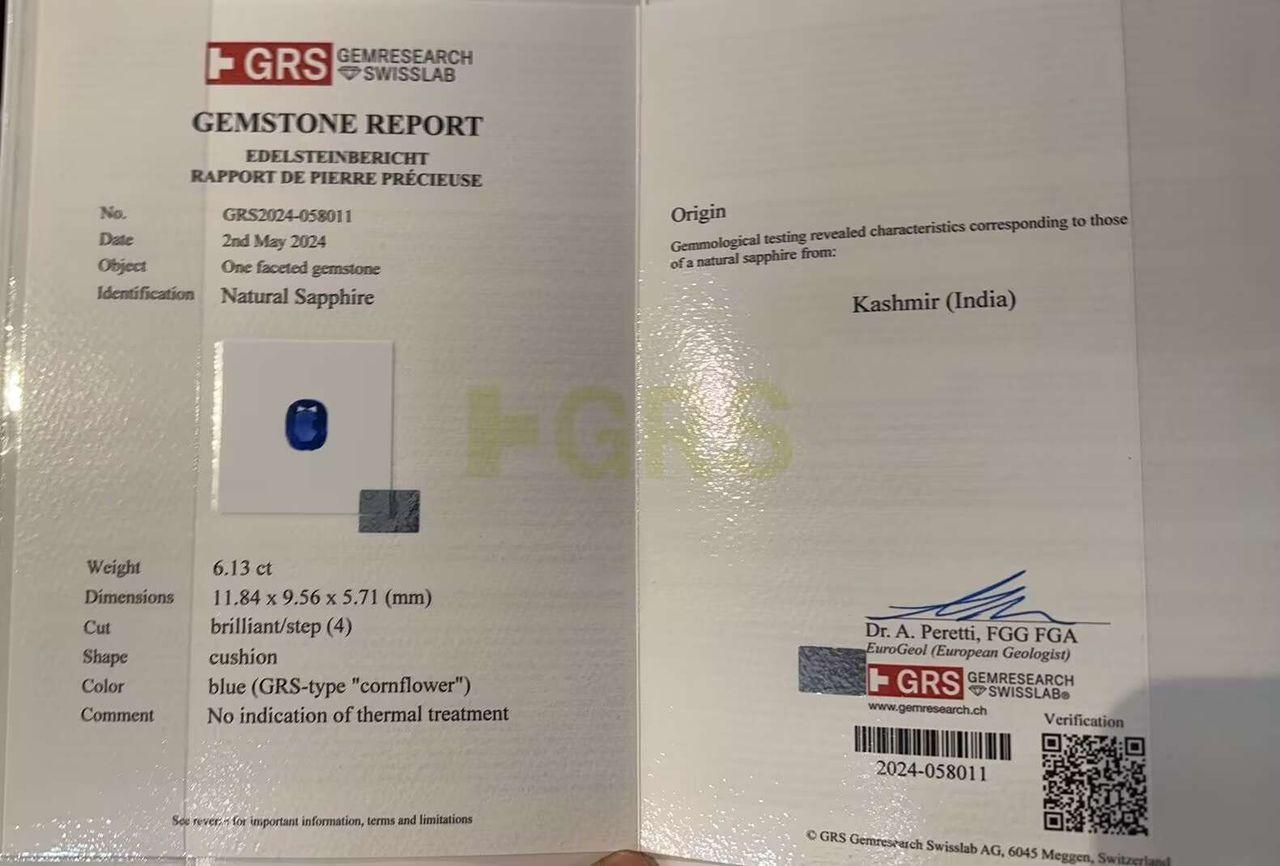 GRS GEMRESEARCH
SWISSLAB
GEMSTONE REPORT
EDELSTEINBERICHT
RAPPORT DE PIERRE PRÉCIEUSE
No. GRS2024-058011
Date 2nd May 2024
Object One faceted gemstone
Identification Natural Sapphire
Weight 6.13 ct
Dimensions 11.84 x 9.56 x 5.71 (mm)
Cut brilliant/step (4)
Shape cushion
Color blue (GRS-type "cornflower")
Comment No indication of thermal treatment
See reverse for important information, terms and limitations
GRS
Origin
Gemmological testing revealed characteristics corresponding to those
of a natural sapphire from:
Kashmir (India)
Dr. A. Peretti, FGG FGA
EuroGeol (European Geologist)
GRS GEMRESEARCH
SWISSLAB®
www.gemresearch.ch
Verification
2024-058011
© GRS Gemresearch Swisslab AG, 6045 Meggen, Switzerland